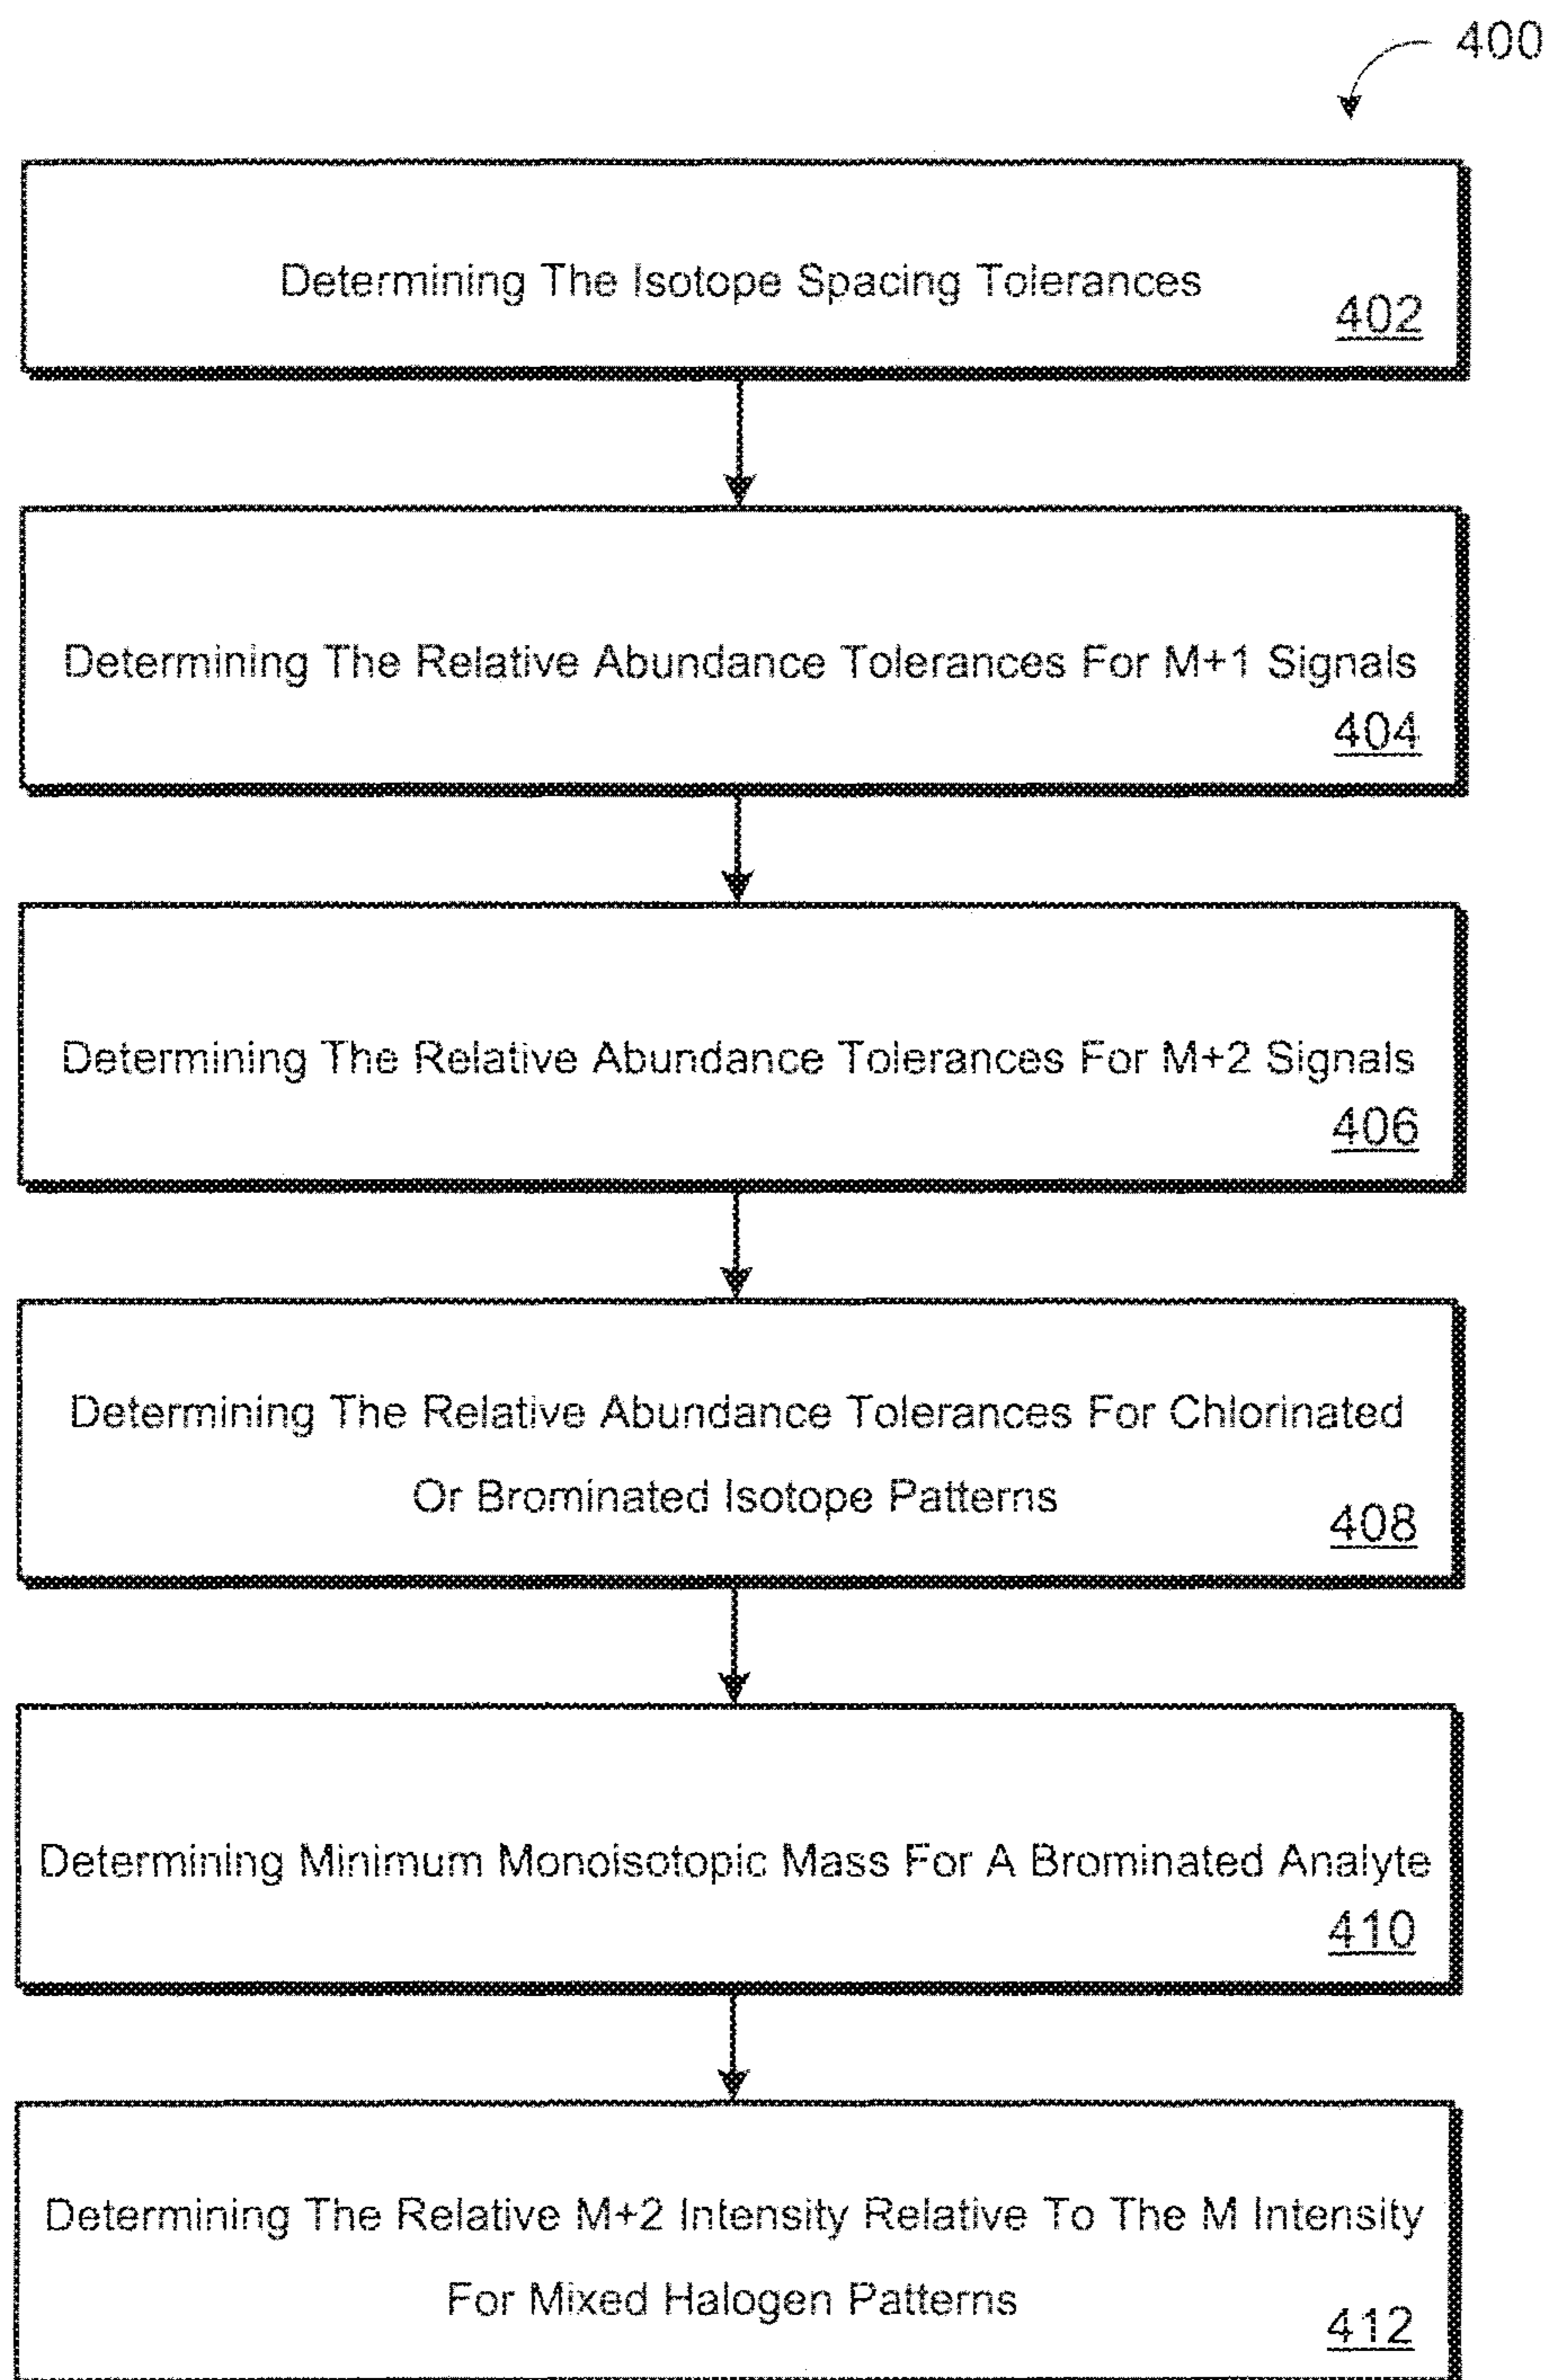 400
Determining The Isotope Spacing Tolerances
402
Determining The Relative Abundance Tolerances For M+1 Signals
404
Determining The Relative Abundance Tolerances For M+2 Signals
406
Determining The Relative Abundance Tolerances For Chlorinated
Or Brominated Isotope Patterns
408
Determining Minimum Monoisotopic Mass For A Brominated Analyte
410
Determining The Relative M+2 Intensity Relative To The M Intensity
For Mixed Halogen Patterns
412